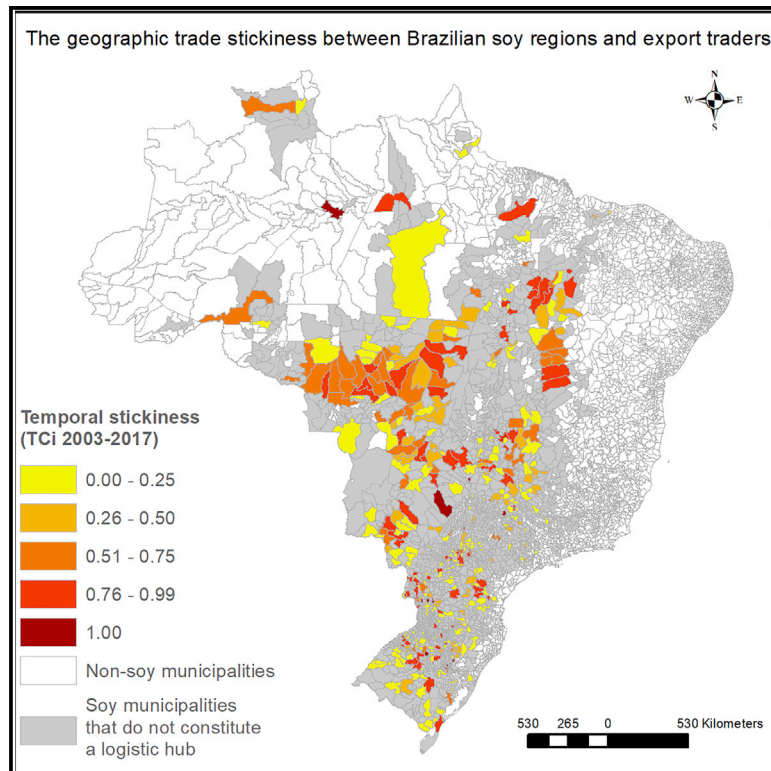 The geographic trade stickiness between Brazilian soy regions and export traders
N
W E
S
Temporal stickiness
(TCi 2003-2017)
0.00 - 0.25
0.26 - 0.50
0.51 - 0.75
0.76 - 0.99
1.00
Non-soy municipalities
Soy municipalities
that do not constitute
a logistic hub
530 265 0 530 Kilometers